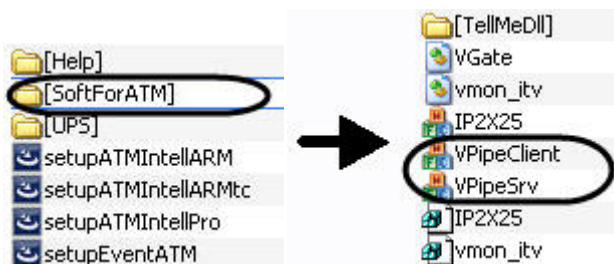 [Help]
[SoftForATM]
[UPS]
setupATMIntellARM
setupATMIntellARMtc
setupATMIntellPro
setupEventATM
[TellMeDll]
VGate
vmon_itv
IP2X25
VPipeClient
VPipeSrv
IP2X25
vmon_itv